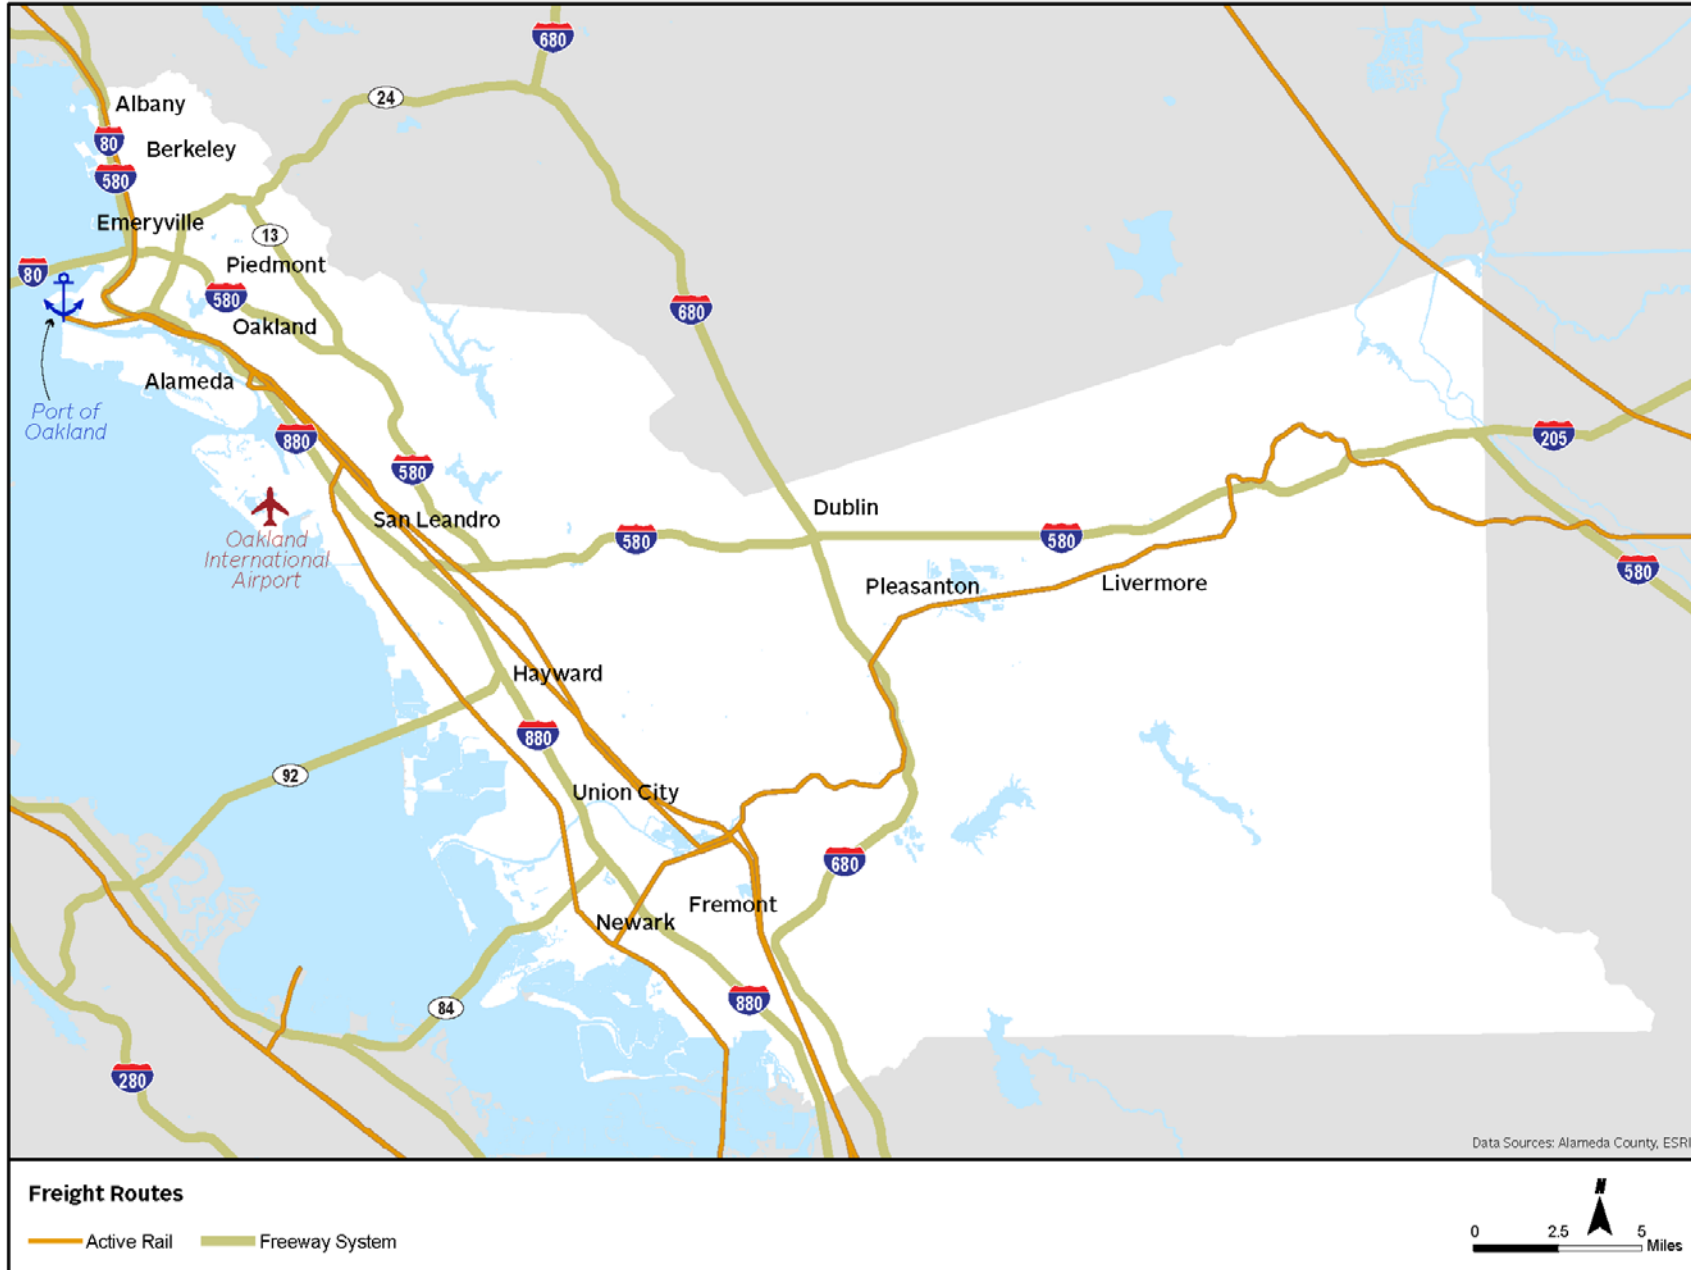 680
24
Albany
80
Berkeley
580
Emeryville
13
Piedmont
80
580
680
Oakland
Alameda
Port of
Oakland
880
205
580
Dublin
San Leandro
580
580
Oakland
International
Airport
580
Pleasanton
Livermore
Hayward
880
92
Union City
680
Fremont
Newark
880
84
280
Data Sources: Alameda County, ESRI
Freight Routes
N
0 2.5 5
Miles
Active Rail
Freeway System